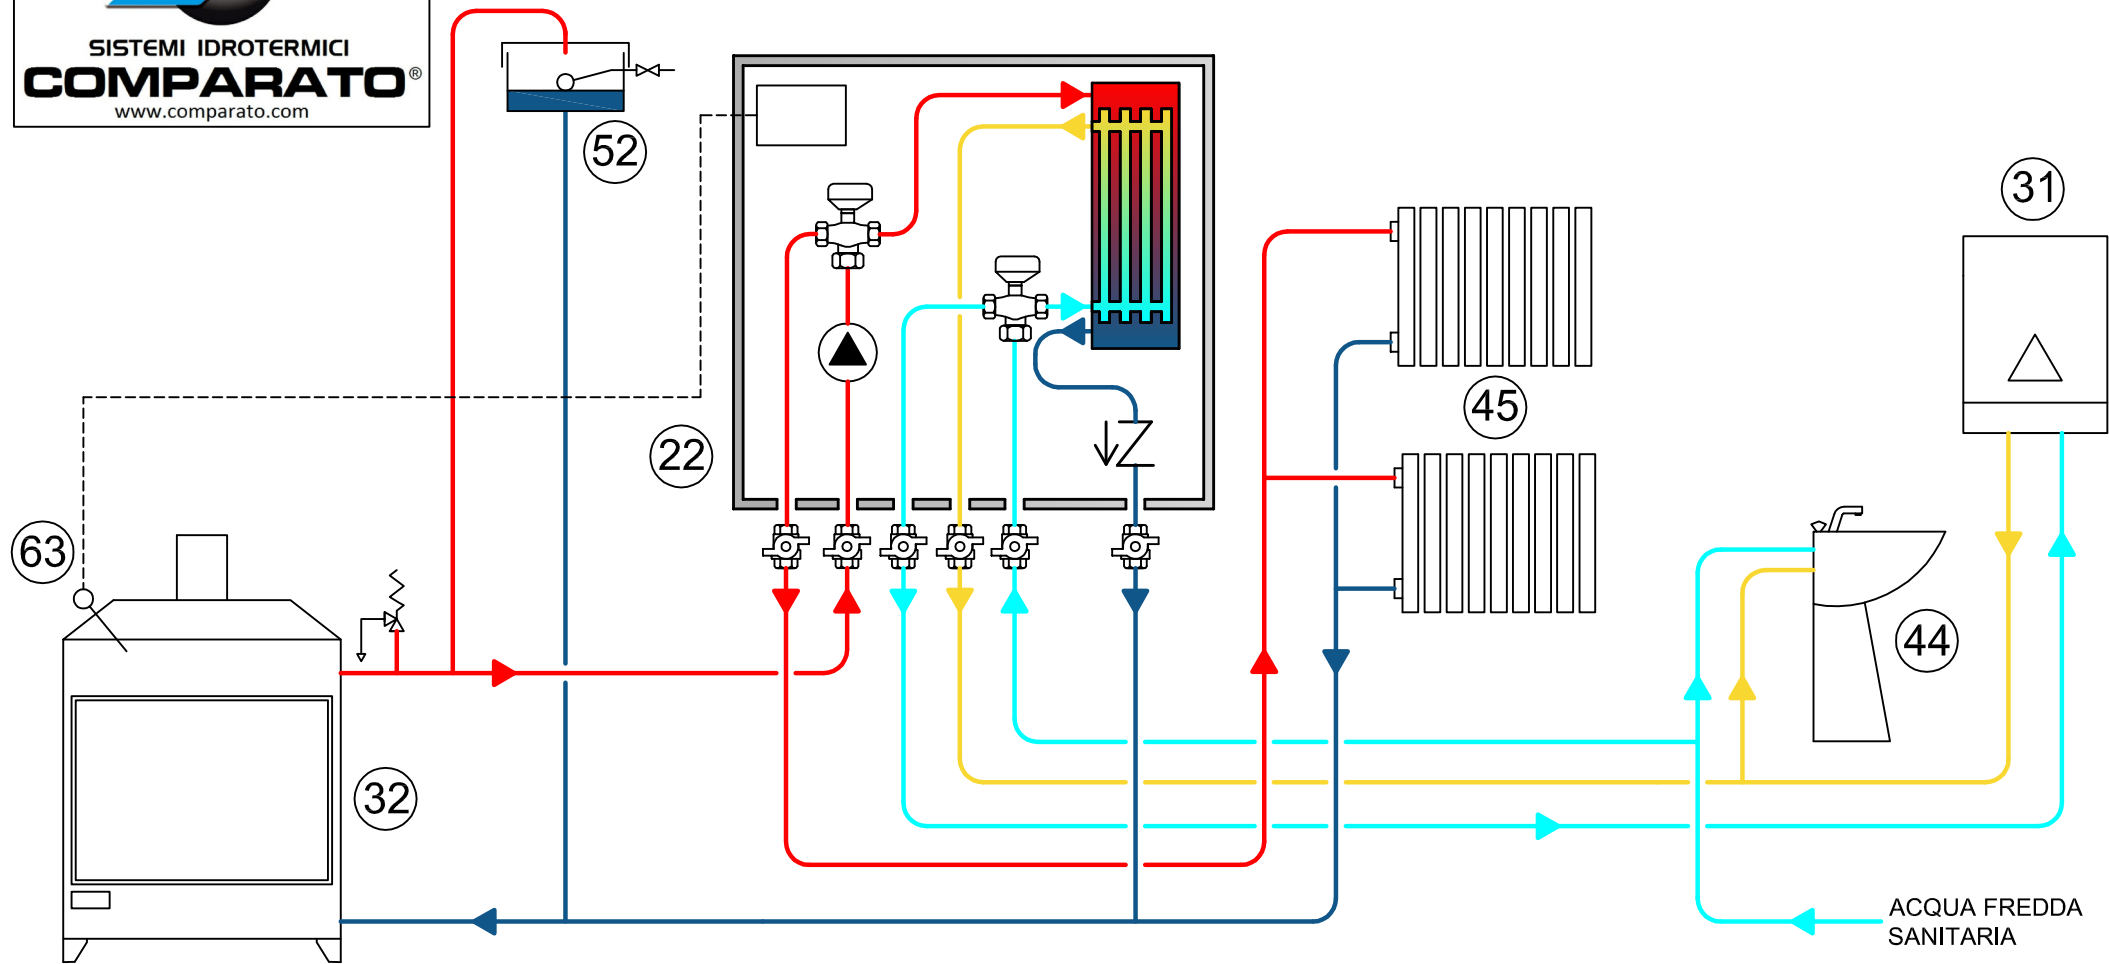 SISTEMI IDROTERMICI
COMPARATO®
www.comparato.com
52
31
45
22
63
44
32
ACQUA FREDDA
SANITARIA